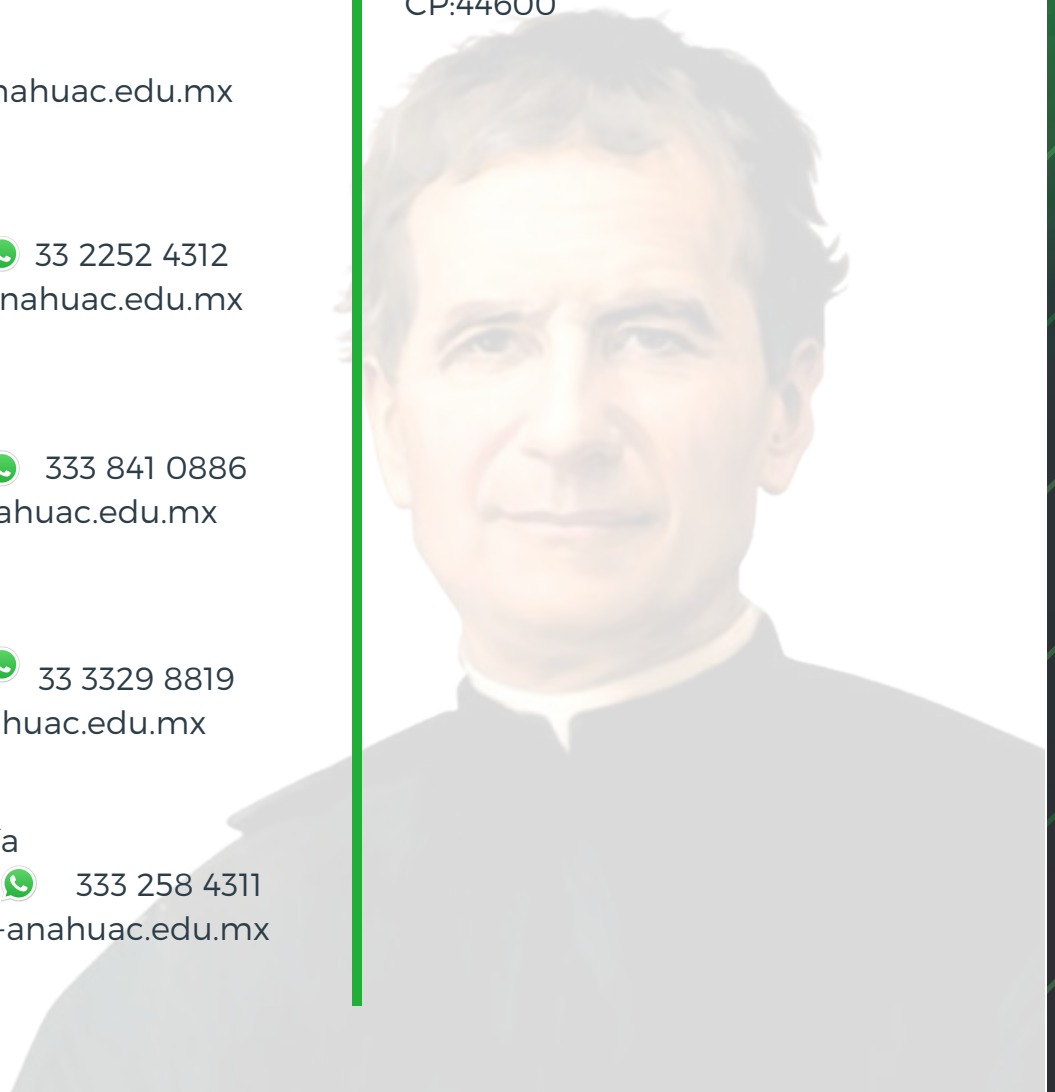 CP:44600
nahuac.edu.mx
33 2252 4312
nahuac.edu.mx
333 841 0886
ahuac.edu.mx
33 3329 8819
huac.edu.mx
ía
333 258 4311
-anahuac.edu.mx